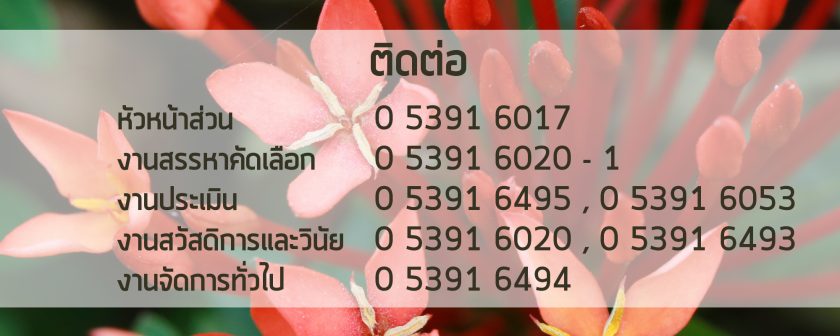 ติดต่อ
หัวหน้าส่วน 0 5391 6017
งานสรรหาคัดเลือก 0 5391 6020 - 1
งานประเมิน 0 5391 6495 , 0 5391 6053
งานสวัสดิการและวินัย 0 5391 6020 , 0 5391 6493
งานจัดการทั่วไป 0 5391 6494